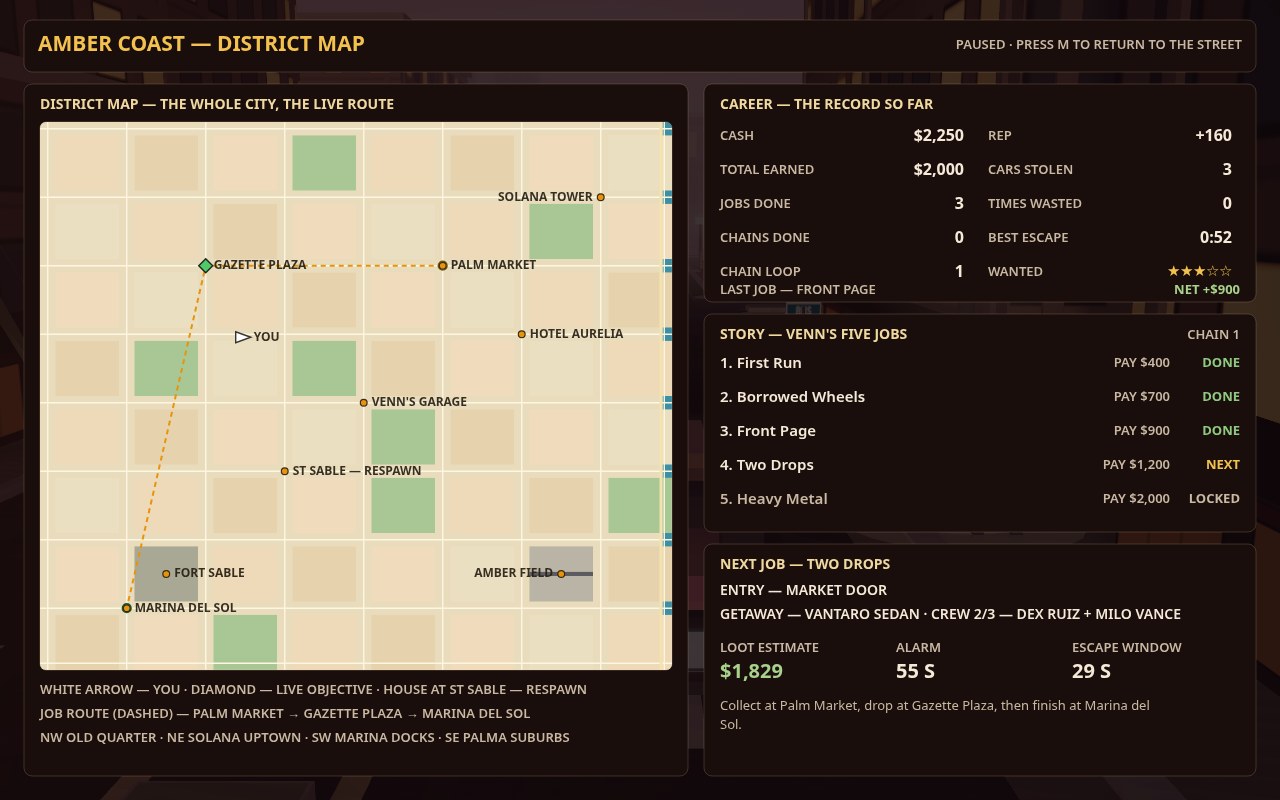 AMBER COAST — DISTRICT MAP
PAUSED · PRESS M TO RETURN TO THE STREET
DISTRICT MAP — THE WHOLE CITY, THE LIVE ROUTE
SOLANA TOWER
GAZETTE PLAZA
PALM MARKET
YOU
HOTEL AURELIA
VENN'S GARAGE
ST SABLE — RESPAWN
FORT SABLE
AMBER FIELD
MARINA DEL SOL
WHITE ARROW — YOU · DIAMOND — LIVE OBJECTIVE · HOUSE AT ST SABLE — RESPAWN
JOB ROUTE (DASHED) — PALM MARKET → GAZETTE PLAZA → MARINA DEL SOL
NW OLD QUARTER · NE SOLANA UPTOWN · SW MARINA DOCKS · SE PALMA SUBURBS
CAREER — THE RECORD SO FAR
CASH $2,250 REP +160
TOTAL EARNED $2,000 CARS STOLEN 3
JOBS DONE 3 TIMES WASTED 0
CHAINS DONE 0 BEST ESCAPE 0:52
CHAIN LOOP 1 WANTED ★★★☆☆
LAST JOB — FRONT PAGE NET +$900
STORY — VENN'S FIVE JOBS CHAIN 1
1. First Run PAY $400 DONE
2. Borrowed Wheels PAY $700 DONE
3. Front Page PAY $900 DONE
4. Two Drops PAY $1,200 NEXT
5. Heavy Metal PAY $2,000 LOCKED
NEXT JOB — TWO DROPS
ENTRY — MARKET DOOR
GETAWAY — VANTARO SEDAN · CREW 2/3 — DEX RUIZ + MILO VANCE
LOOT ESTIMATE ALARM ESCAPE WINDOW
$1,829 55 S 29 S
Collect at Palm Market, drop at Gazette Plaza, then finish at Marina del
Sol.